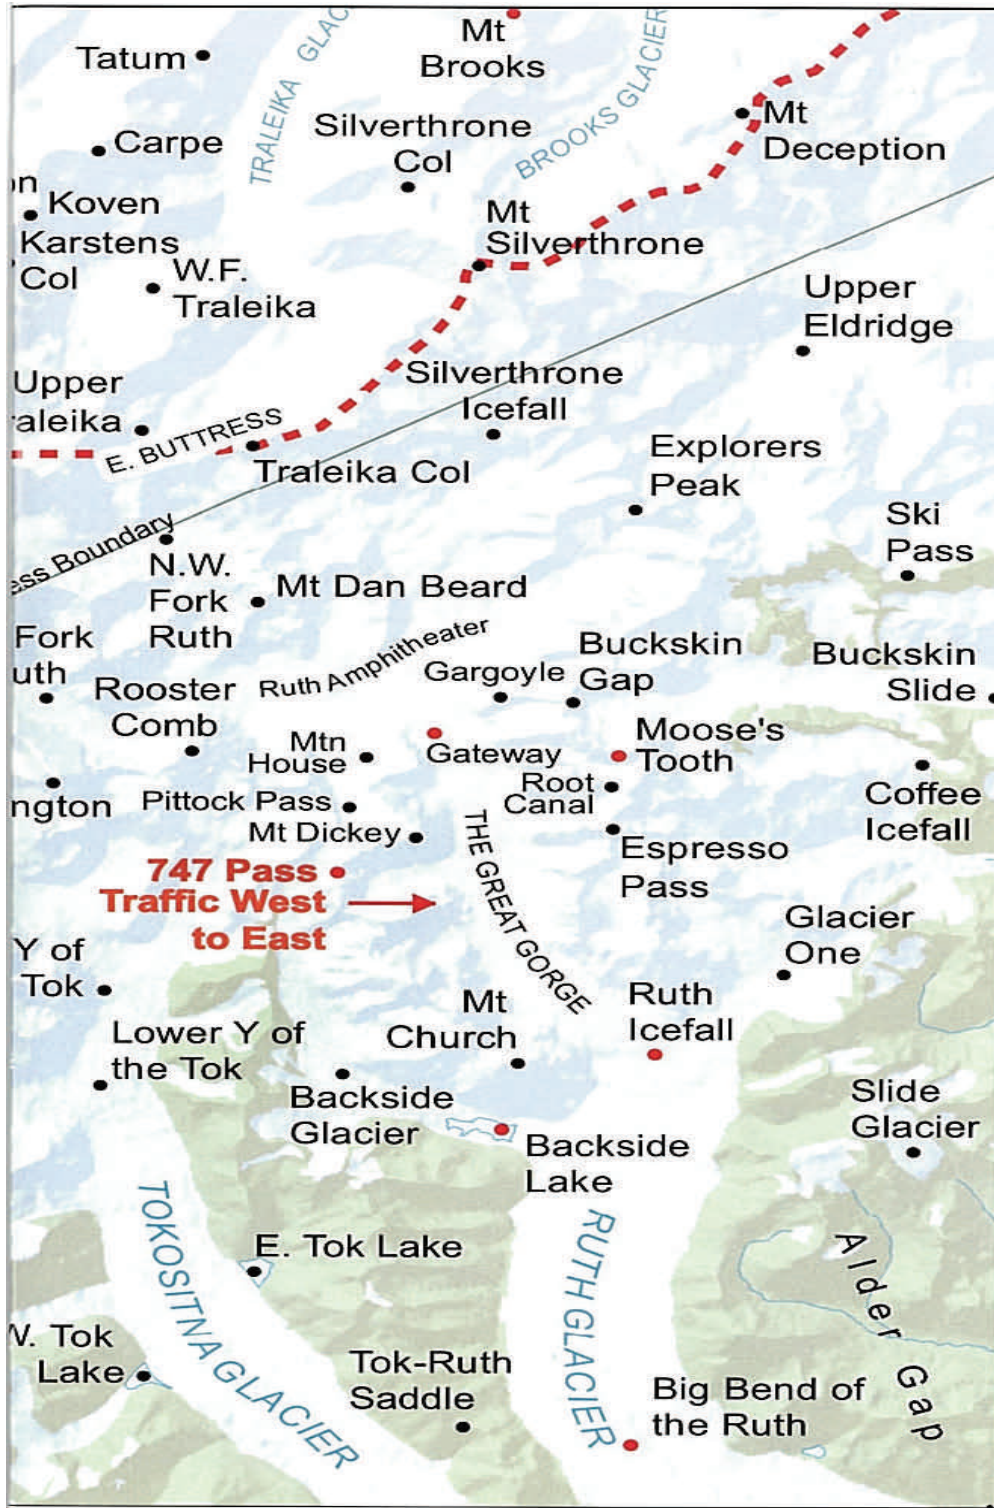 Mt
Brooks
Tatum
TRALEIKA GLAC
BROOKS GLACIER
Carpe
Silverthrone
Col
Mt
Deception
on
Koven
Karstens
Col
W.F.
Traleika
Mt
Silverthrone
Upper
Eldridge
Upper
raleika
E. BUTTRESS
Silverthrone
Icefall
Traleika Col
Explorers
Peak
Ski
Pass
ess Boundary
N.W.
Fork
Ruth
Mt Dan Beard
Fork
uth
Ruth Amphitheater
Gargoyle
Buckskin
Gap
Buckskin
Slide
Rooster
Comb
Mtn
House
Gateway
Moose's
Tooth
ngton
Pittock Pass
Root
Canal
Coffee
Icefall
Mt Dickey
THE GREAT GORGE
Espresso
Pass
747 Pass
Traffic West
to East
Glacier
One
Y of
Tok
Lower Y of
the Tok
Mt
Church
Ruth
Icefall
Backside
Glacier
Slide
Glacier
Backside
Lake
TOKOSITNA GLACIER
E. Tok Lake
RUTH GLACIER
Alder Gap
W. Tok
Lake
Tok-Ruth
Saddle
Big Bend of
the Ruth